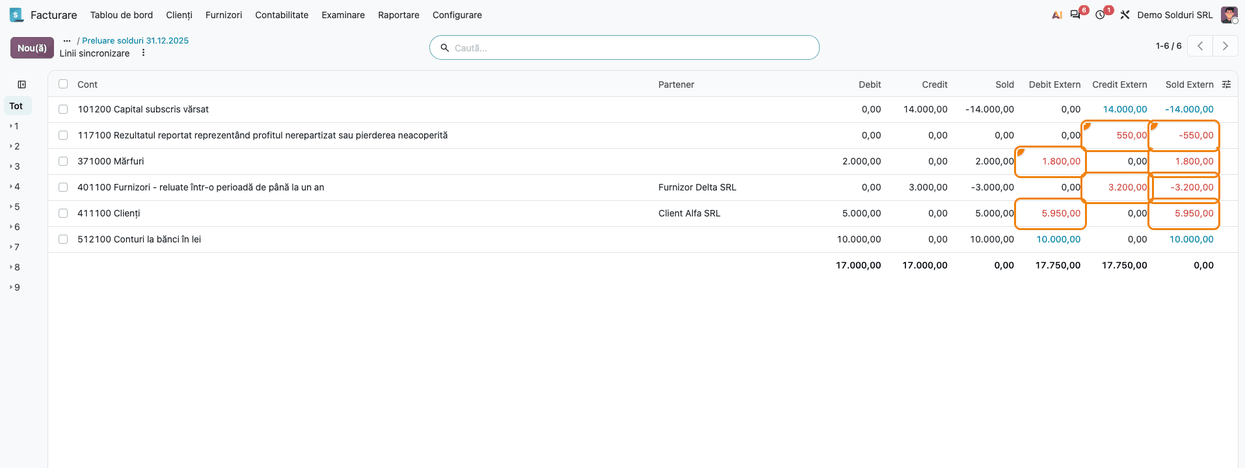 Facturare Tablou de bord Clienți Furnizori Contabilitate Examinare Raportare Configurare AI 6 1 Demo Solduri SRL
Nou(ă) ... / Preluare solduri 31.12.2025
Linii sincronizare
Caută...
1-6 / 6
Cont Partener Debit Credit Sold Debit Extern Credit Extern Sold Extern
Tot
1
2
3
4
5
6
7
8
9
101200 Capital subscris vărsat 0,00 14.000,00 -14.000,00 0,00 14.000,00 -14.000,00
117100 Rezultatul reportat reprezentând profitul nerepartizat sau pierderea neacoperită 0,00 0,00 0,00 0,00 550,00 -550,00
371000 Mărfuri 2.000,00 0,00 2.000,00 1.800,00 0,00 1.800,00
401100 Furnizori - reluate într-o perioadă de până la un an Furnizor Delta SRL 0,00 3.000,00 -3.000,00 0,00 3.200,00 -3.200,00
411100 Clienți Client Alfa SRL 5.000,00 0,00 5.000,00 5.950,00 0,00 5.950,00
512100 Conturi la bănci în lei 10.000,00 0,00 10.000,00 10.000,00 0,00 10.000,00
17.000,00 17.000,00 0,00 17.750,00 17.750,00 0,00